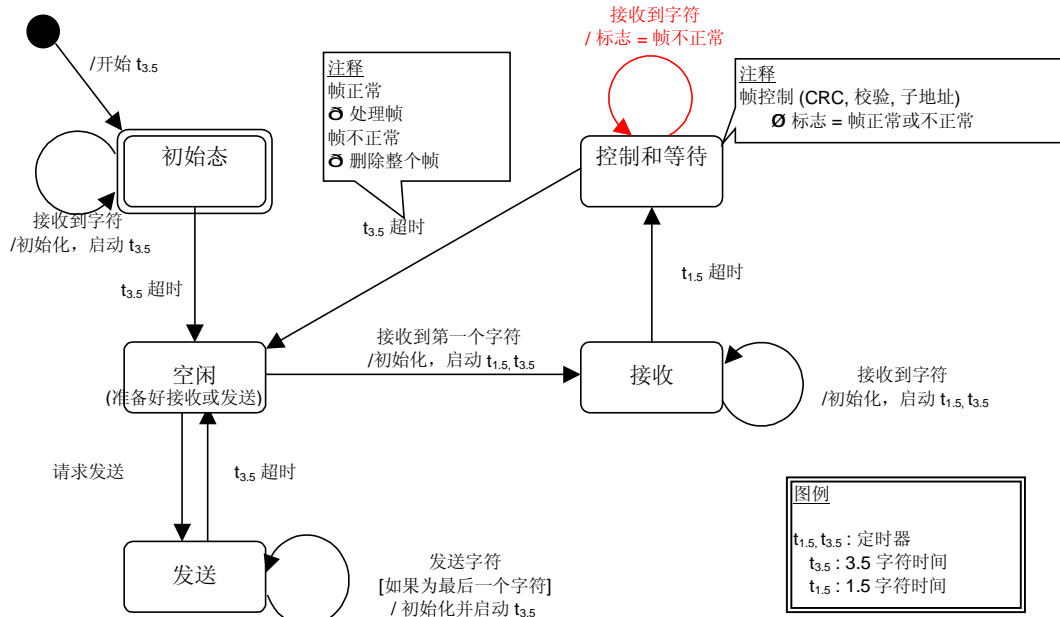 /开始 t3.5
初始态
接收到字符
/初始化，启动 t3.5
t3.5 超时
注释
帧正常
ð 处理帧
帧不正常
ð 删除整个帧
t3.5 超时
接收到字符
/ 标志 = 帧不正常
控制和等待
注释
帧控制 (CRC, 校验, 子地址)
Ø 标志 = 帧正常或不正常
t1.5 超时
空闲
(准备好接收或发送)
接收到第一个字符
/初始化，启动 t1.5, t3.5
接收
接收到字符
/初始化，启动 t1.5, t3.5
请求发送
t3.5 超时
发送
发送字符
[如果为最后一个字符]
/ 初始化并启动 t3.5
图例
t1.5, t3.5 : 定时器
t3.5 : 3.5 字符时间
t1.5 : 1.5 字符时间